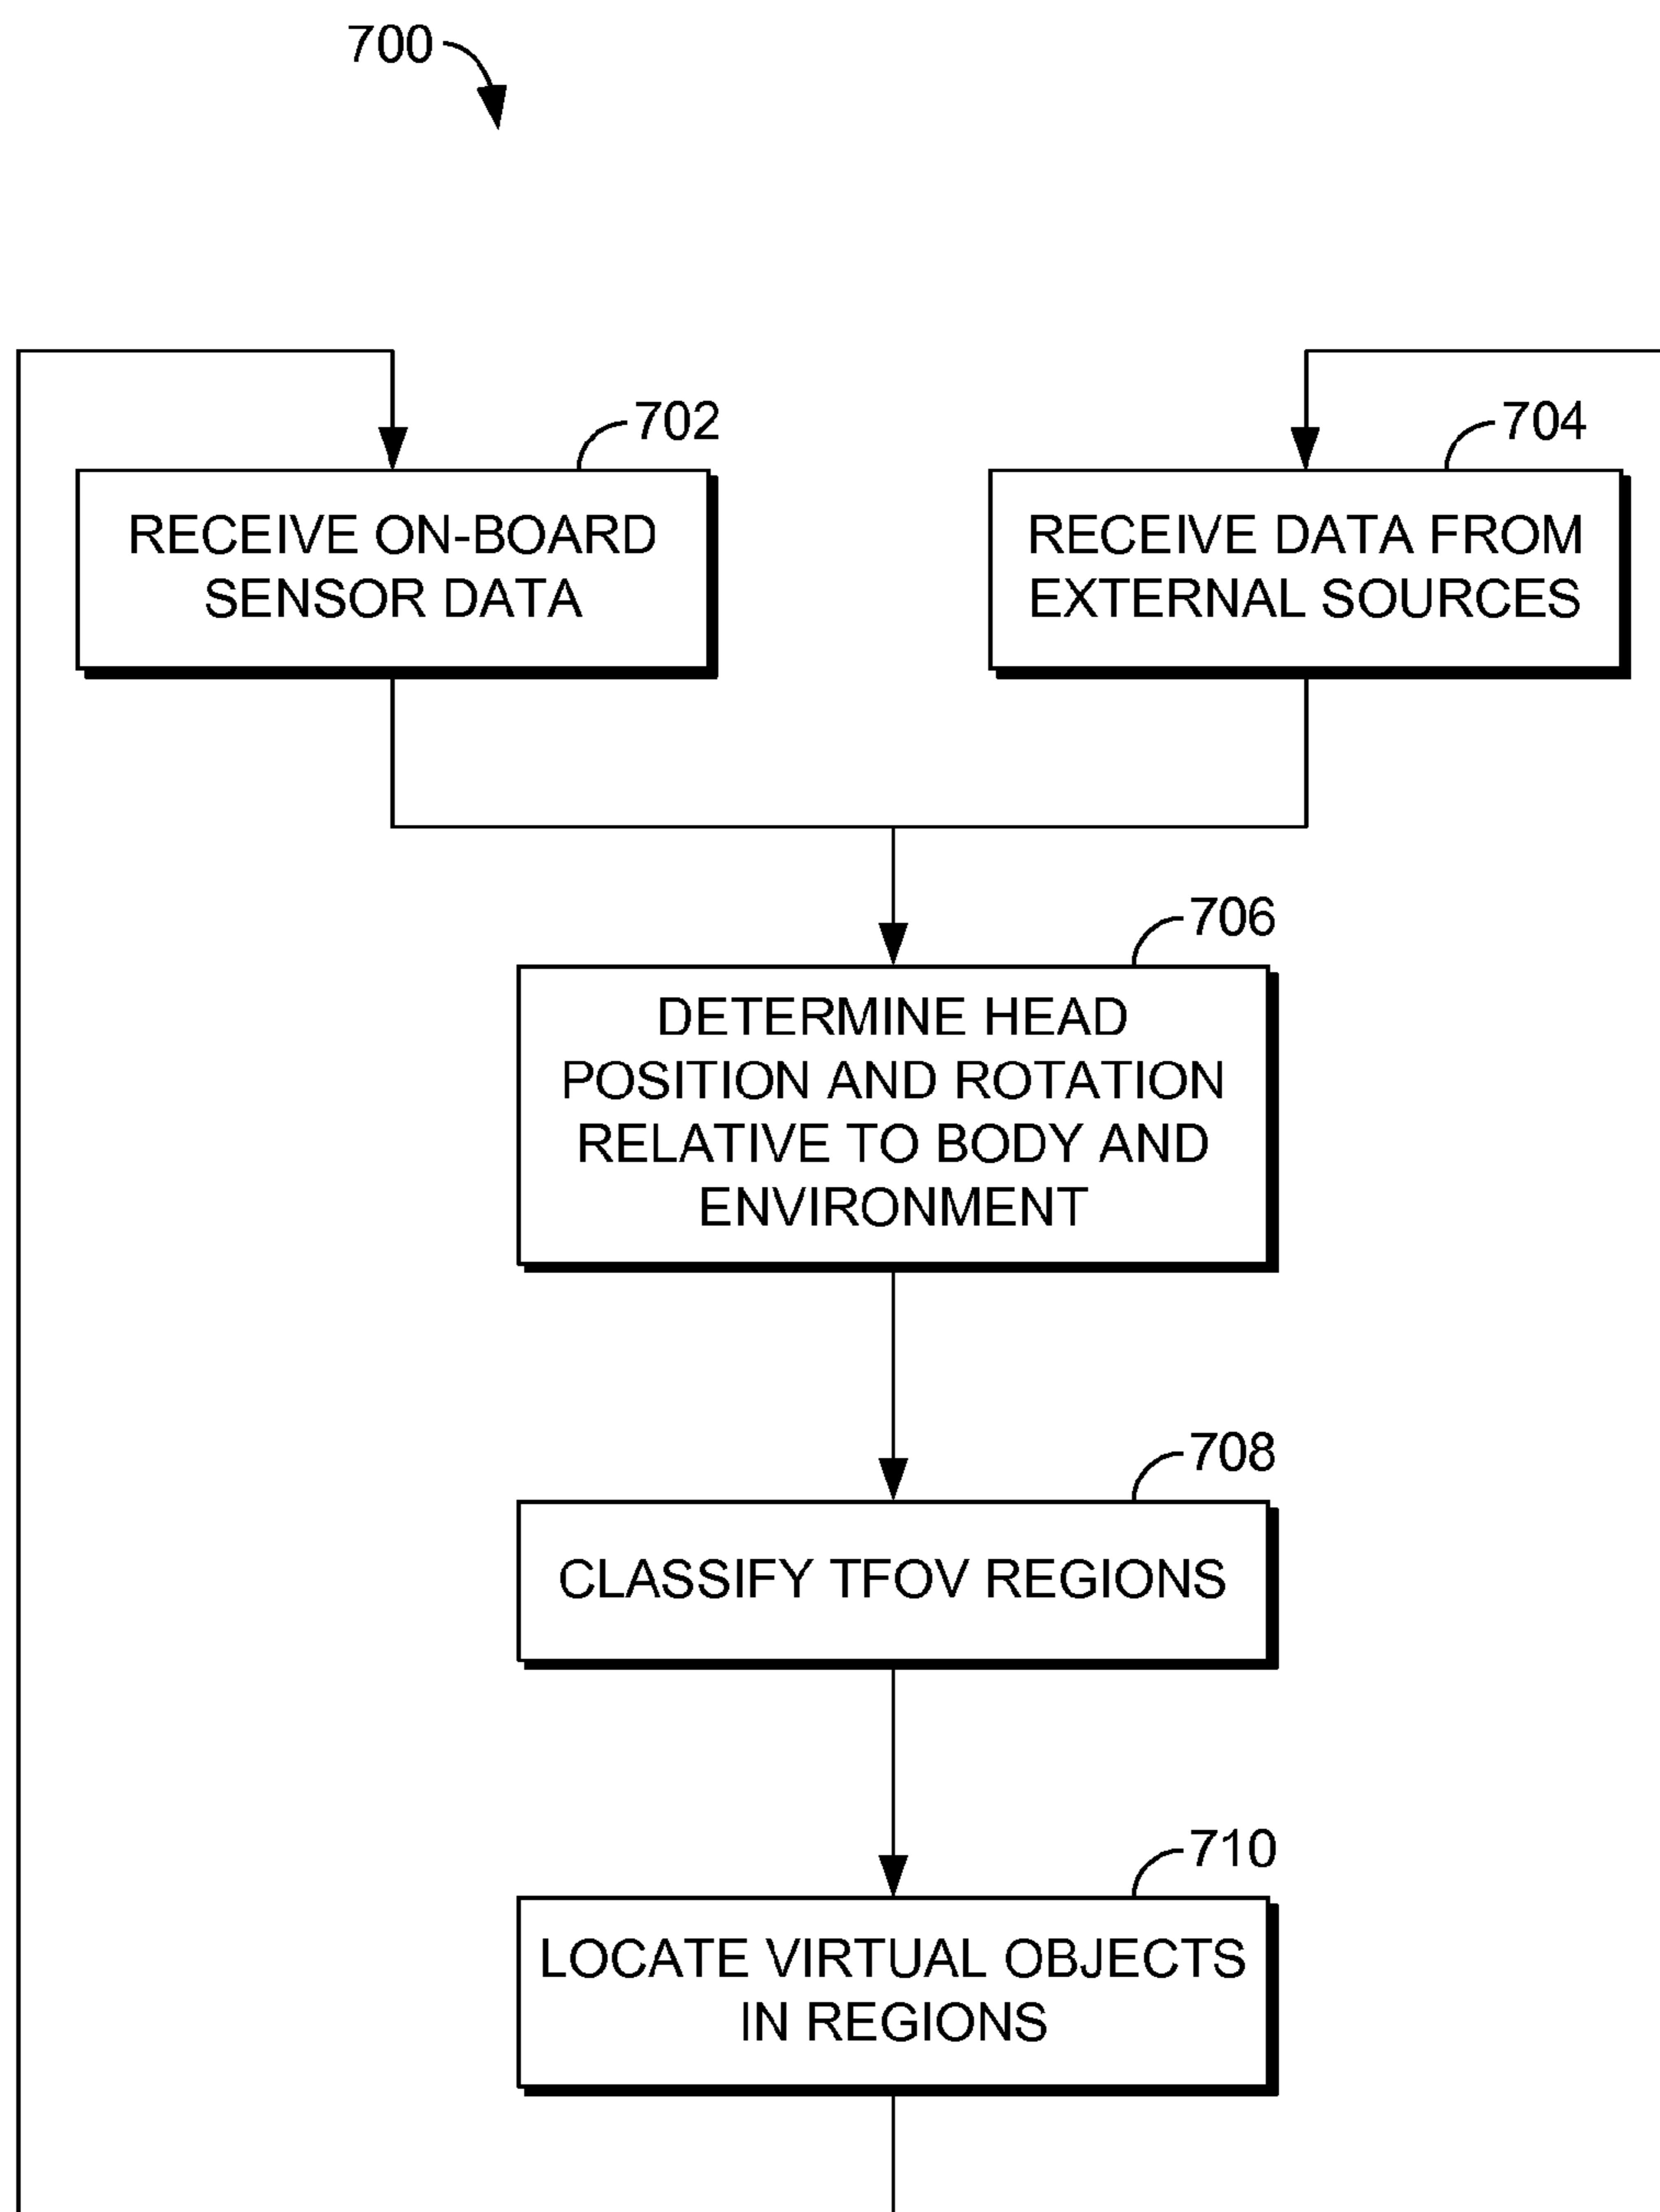 700
702
RECEIVE ON-BOARD
SENSOR DATA
704
RECEIVE DATA FROM
EXTERNAL SOURCES
706
DETERMINE HEAD
POSITION AND ROTATION
RELATIVE TO BODY AND
ENVIRONMENT
708
CLASSIFY TFOV REGIONS
710
LOCATE VIRTUAL OBJECTS
IN REGIONS